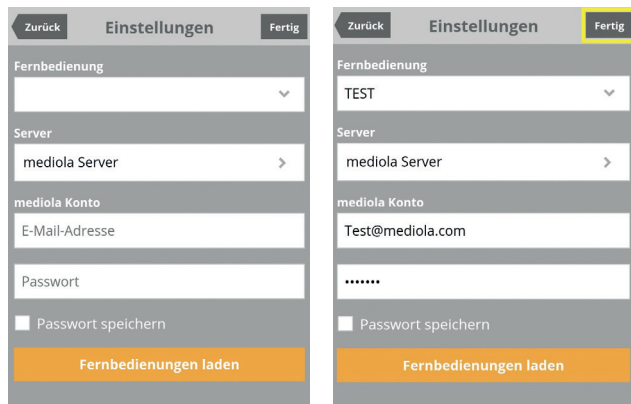 Zurück Einstellungen Fertig
Fernbedienung
Server
mediola Server
mediola Konto
E-Mail-Adresse
Passwort
Passwort speichern
Fernbedienungen laden
Zurück Einstellungen Fertig
Fernbedienung
TEST
Server
mediola Server
mediola Konto
Test@mediola.com
•••••••
Passwort speichern
Fernbedienungen laden